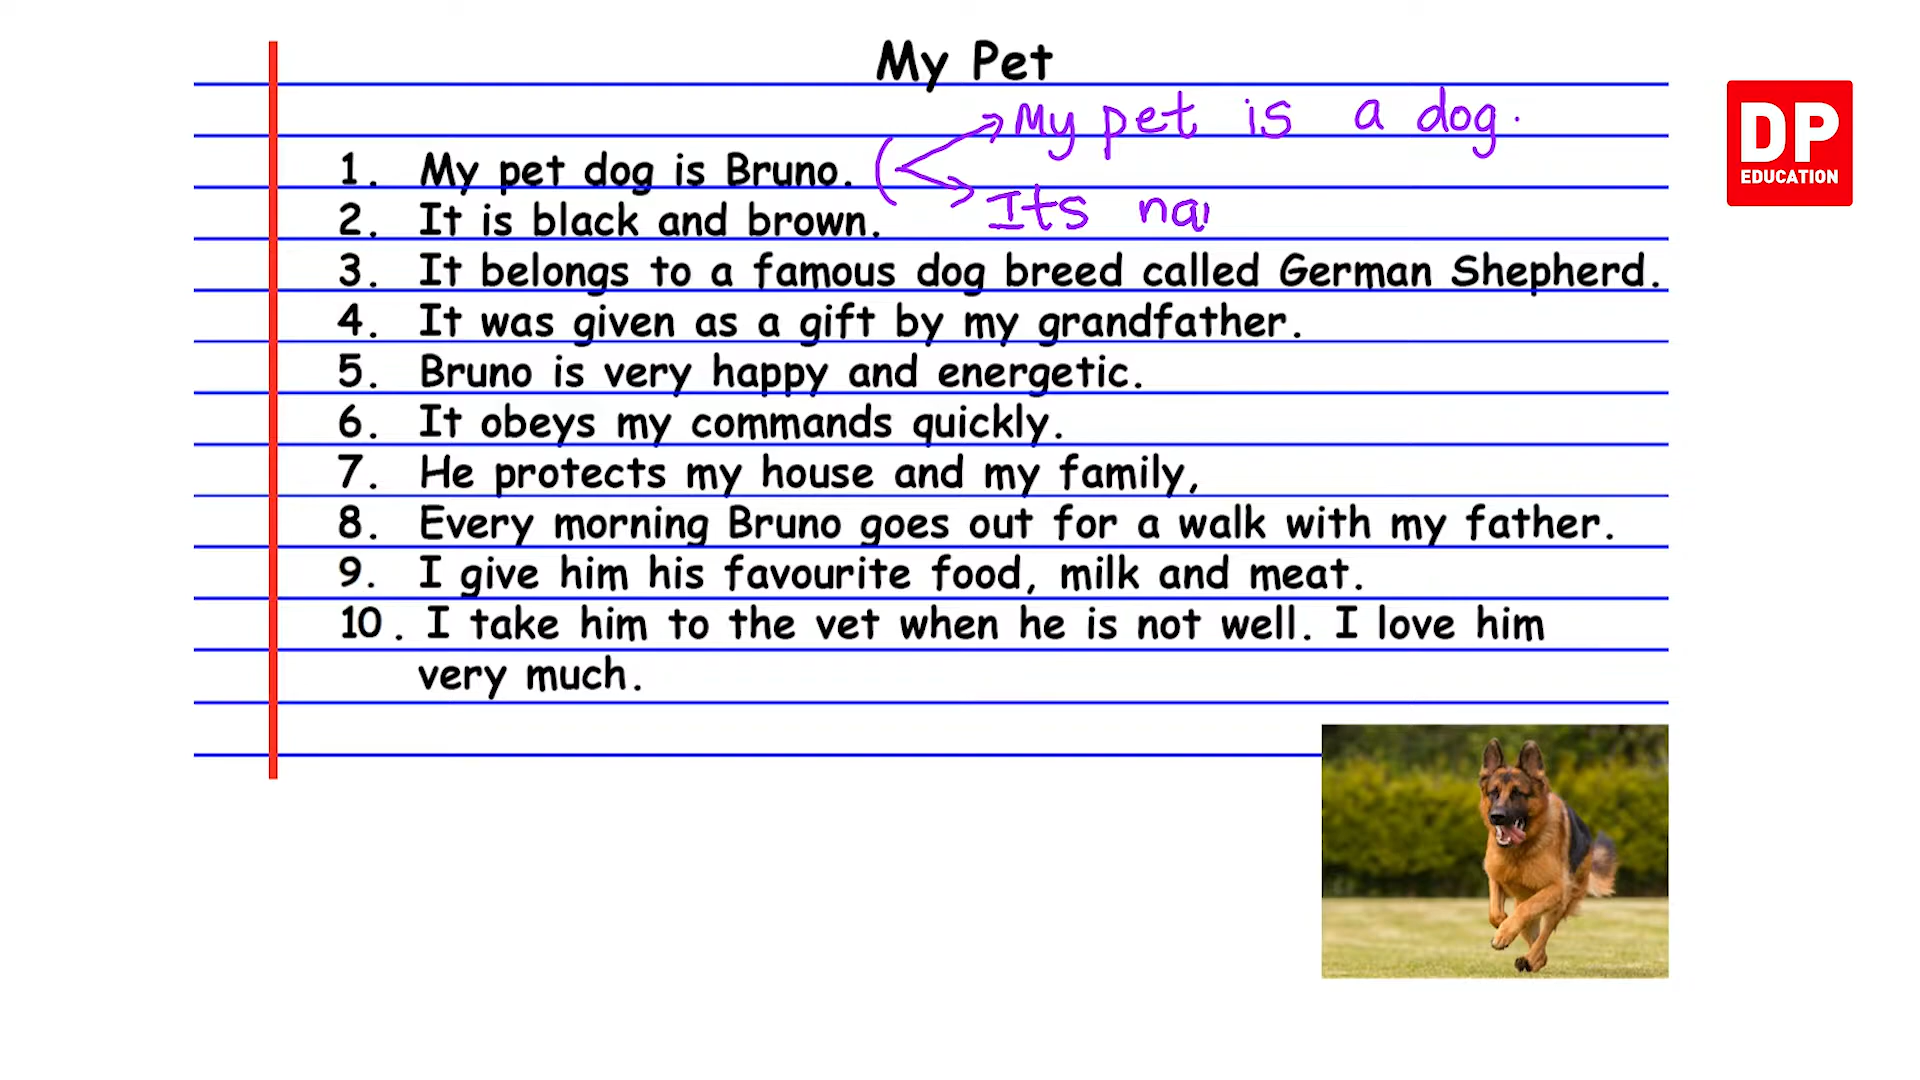 My Pet
My pet is a dog.
1. My pet dog is Bruno.
Its
2. It is black and brown.
3. It belongs to a famous dog breed called German Shepherd.
4. It was given as a gift by my grandfather.
5. Bruno is very happy and energetic.
6. It obeys my commands quickly.
7. He protects my house and my family,
8. Every morning Bruno goes out for a walk with my father.
9. I give him his favourite food, milk and meat.
10. I take him to the vet when he is not well. I love him
very much.
DP
EDUCATION